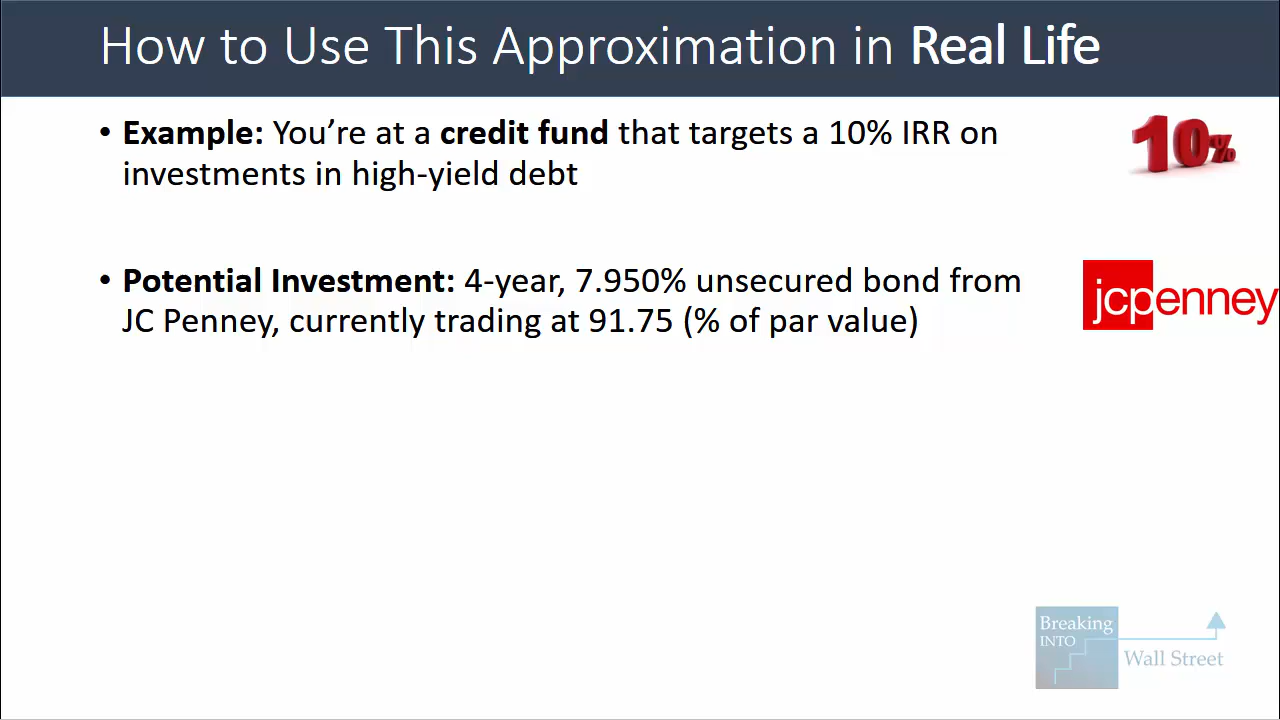 How to Use This Approximation in Real Life
• Example: You’re at a credit fund that targets a 10% IRR on
investments in high-yield debt
10%
• Potential Investment: 4-year, 7.950% unsecured bond from
JC Penney, currently trading at 91.75 (% of par value)
jcpenney
Breaking
INTO
Wall Street